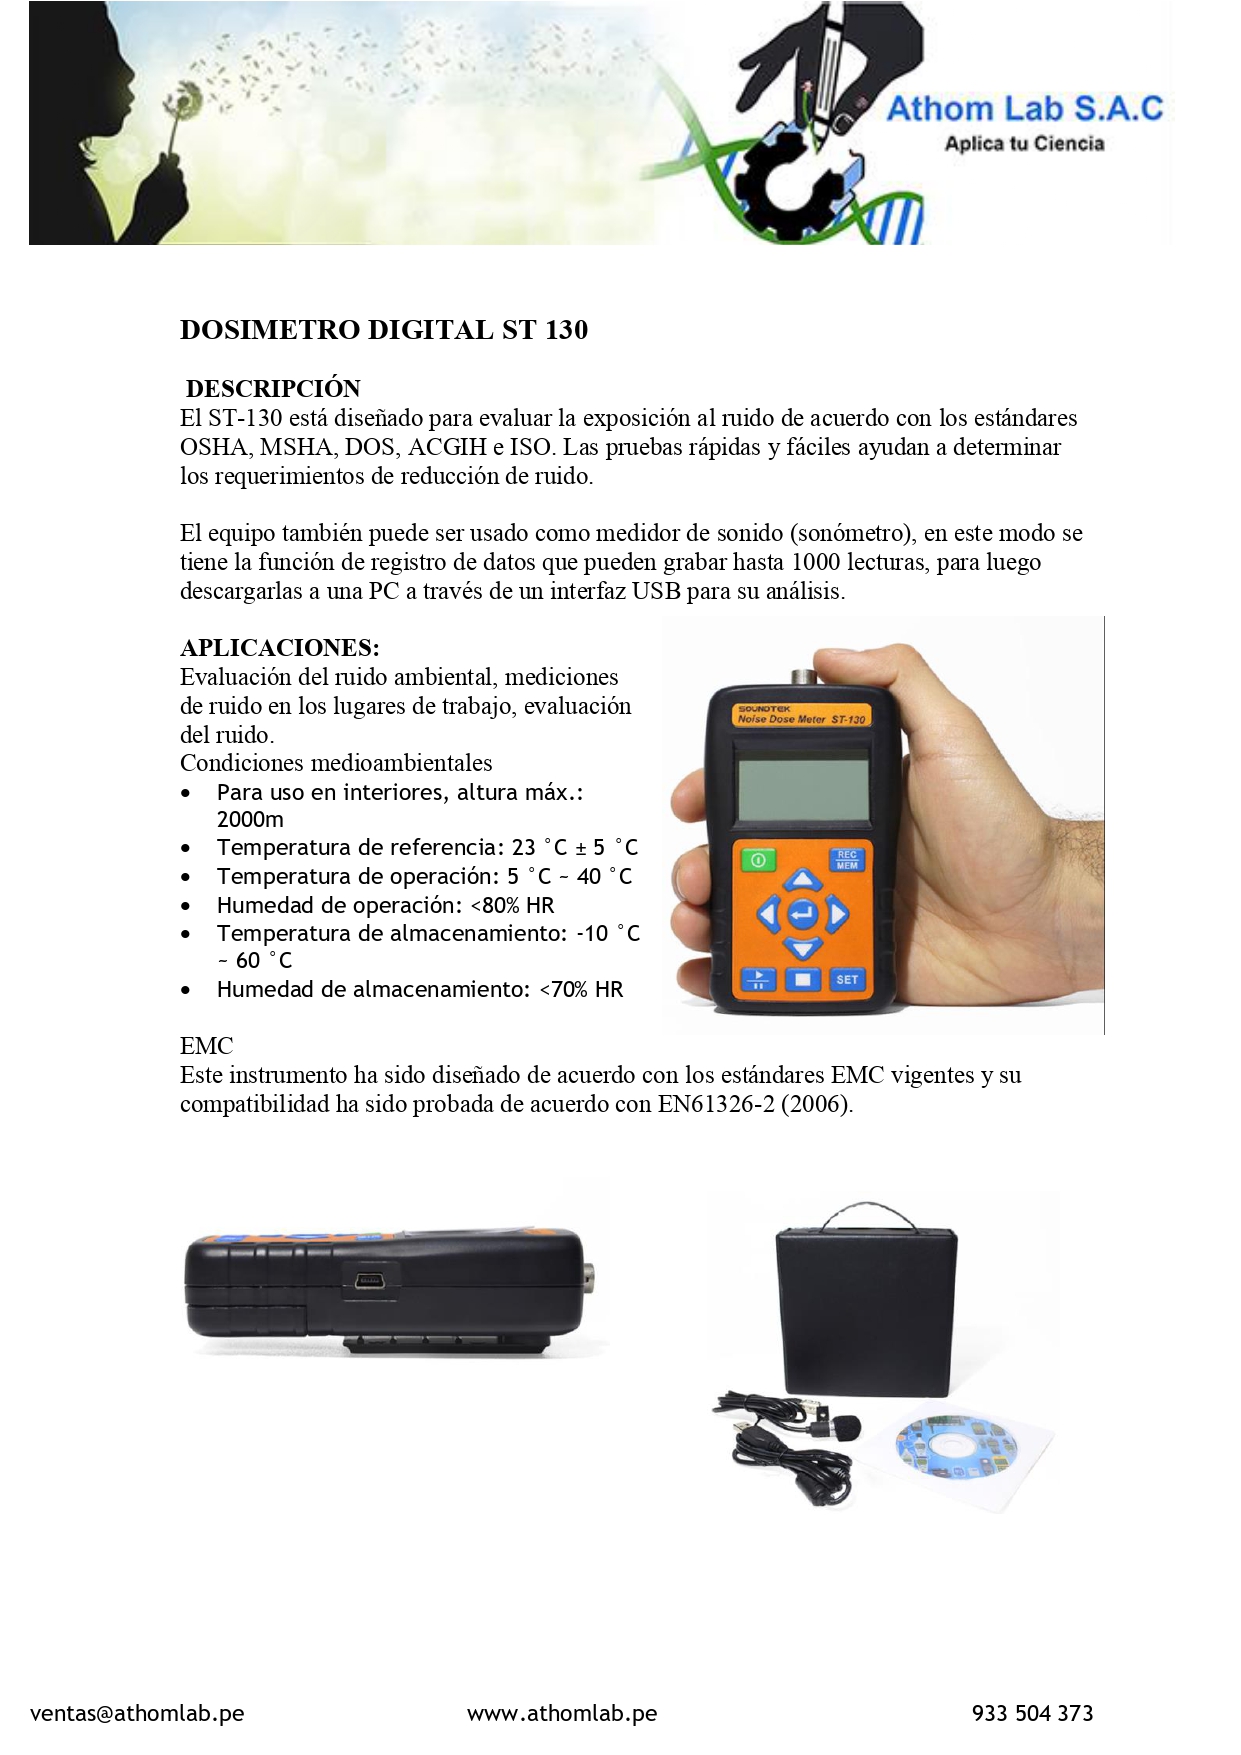 Athom Lab S.A.C
Aplica tu Ciencia
DOSIMETRO DIGITAL ST 130
DESCRIPCIÓN
El ST-130 está diseñado para evaluar la exposición al ruido de acuerdo con los estándares
OSHA, MSHA, DOS, ACGIH e ISO. Las pruebas rápidas y fáciles ayudan a determinar
los requerimientos de reducción de ruido.
El equipo también puede ser usado como medidor de sonido (sonómetro), en este modo se
tiene la función de registro de datos que pueden grabar hasta 1000 lecturas, para luego
descargarlas a una PC a través de un interfaz USB para su análisis.
APLICACIONES:
Evaluación del ruido ambiental, mediciones
de ruido en los lugares de trabajo, evaluación
del ruido.
Condiciones medioambientales
• Para uso en interiores, altura máx.:
2000m
• Temperatura de referencia: 23 °C ± 5 °C
• Temperatura de operación: 5 °C ~ 40 °C
• Humedad de operación: <80% HR
• Temperatura de almacenamiento: -10 °C
~ 60 °C
• Humedad de almacenamiento: <70% HR
SOUNDTEK
Noise Dose Meter ST-130
REC
MEM
SET
EMC
Este instrumento ha sido diseñado de acuerdo con los estándares EMC vigentes y su
compatibilidad ha sido probada de acuerdo con EN61326-2 (2006).
ventas@athomlab.pe www.athomlab.pe 933 504 373